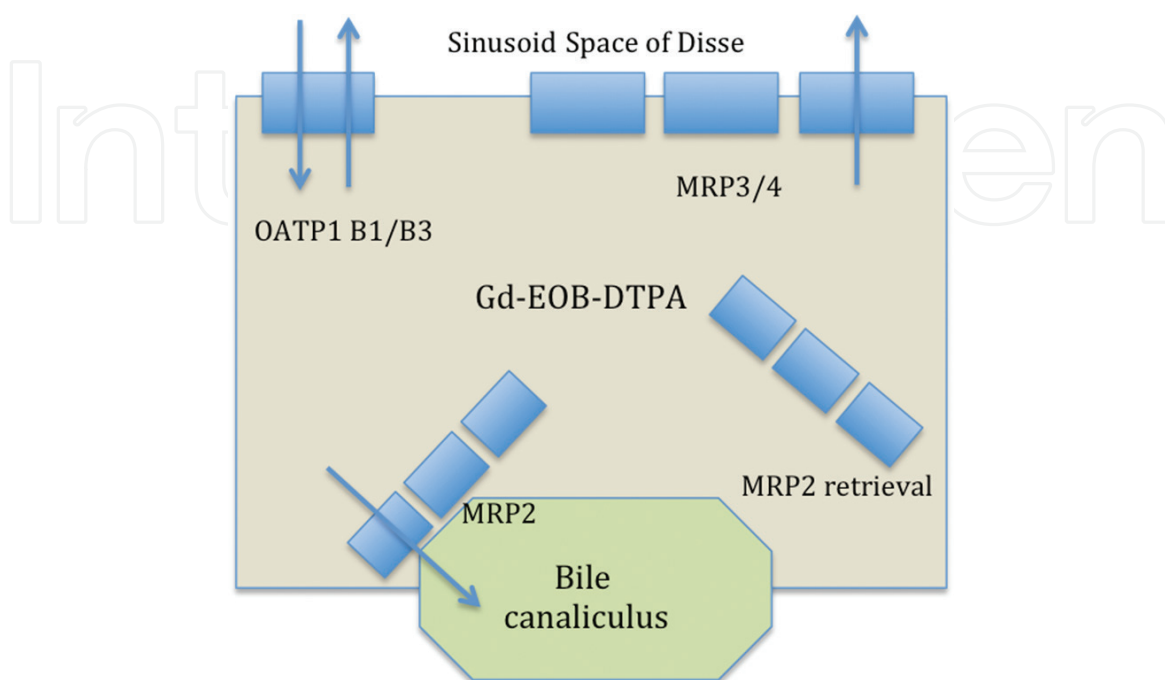 Sinusoid Space of Disse
MRP3/4
OATP1 B1/B3
Gd-EOB-DTPA
MRP2 retrieval
MRP2
Bile
canaliculus